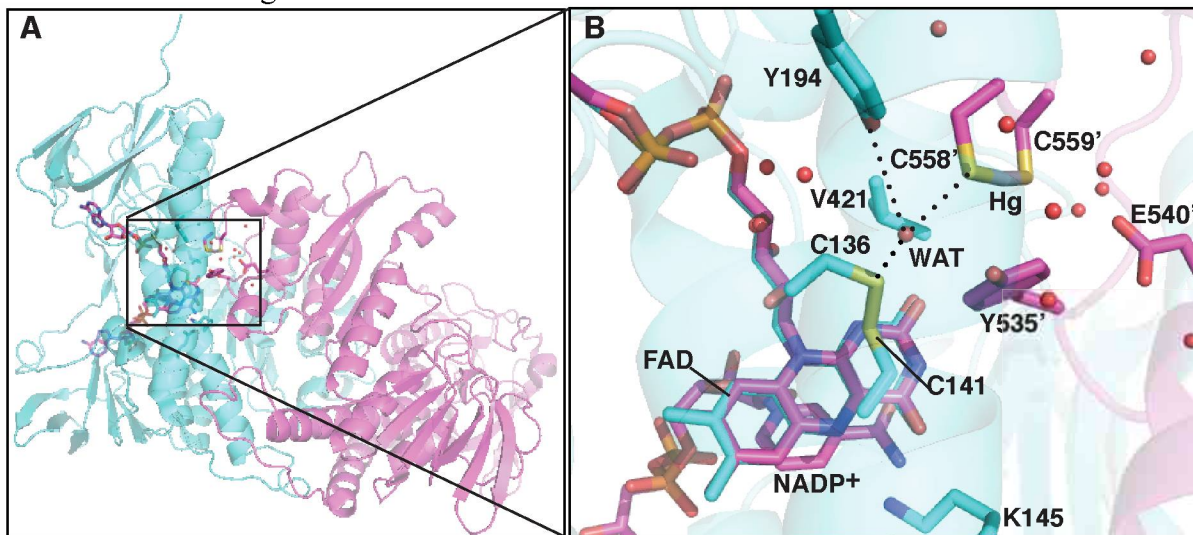 A
B
Y194
C559’
C558’
V421
Hg
E540’
C136
WAT
Y535’
FAD
C141
NADP+
K145